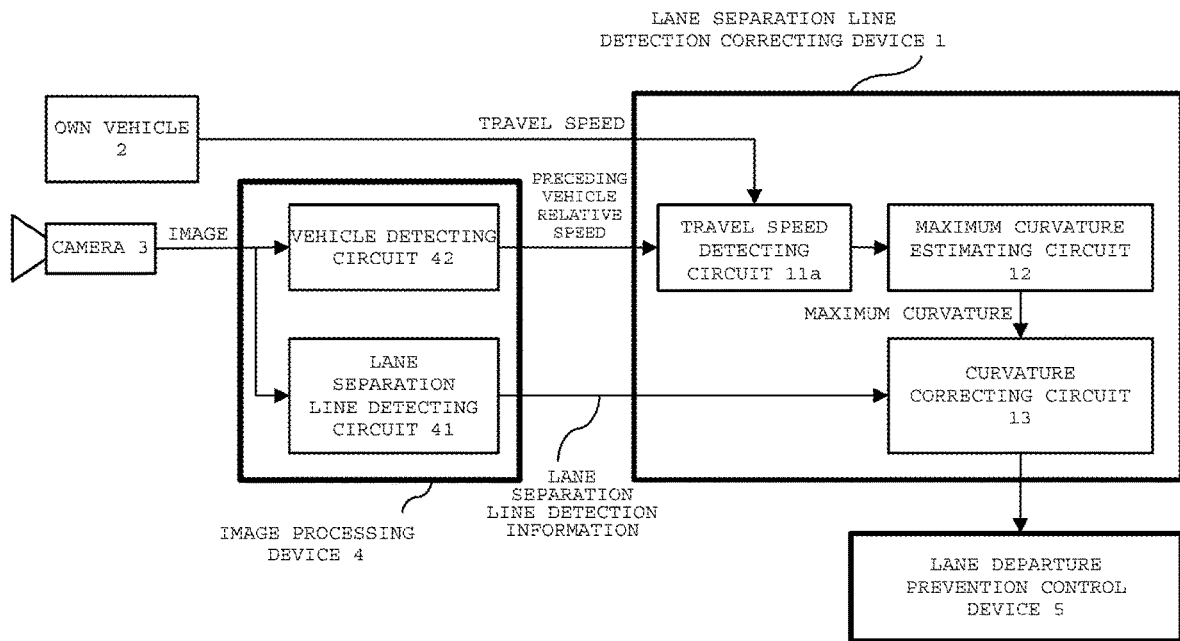 LANE SEPARATION LINE
DETECTION CORRECTING DEVICE 1
OWN VEHICLE
2
TRAVEL SPEED
CAMERA 3
IMAGE
VEHICLE DETECTING
CIRCUIT 42
PRECEDING
VEHICLE
RELATIVE
SPEED
TRAVEL SPEED
DETECTING
CIRCUIT 11a
MAXIMUM CURVATURE
ESTIMATING CIRCUIT
12
MAXIMUM CURVATURE
LANE
SEPARATION
LINE DETECTING
CIRCUIT 41
CURVATURE
CORRECTING CIRCUIT
13
LANE
SEPARATION
LINE DETECTION
INFORMATION
IMAGE PROCESSING
DEVICE 4
LANE DEPARTURE
PREVENTION CONTROL
DEVICE 5